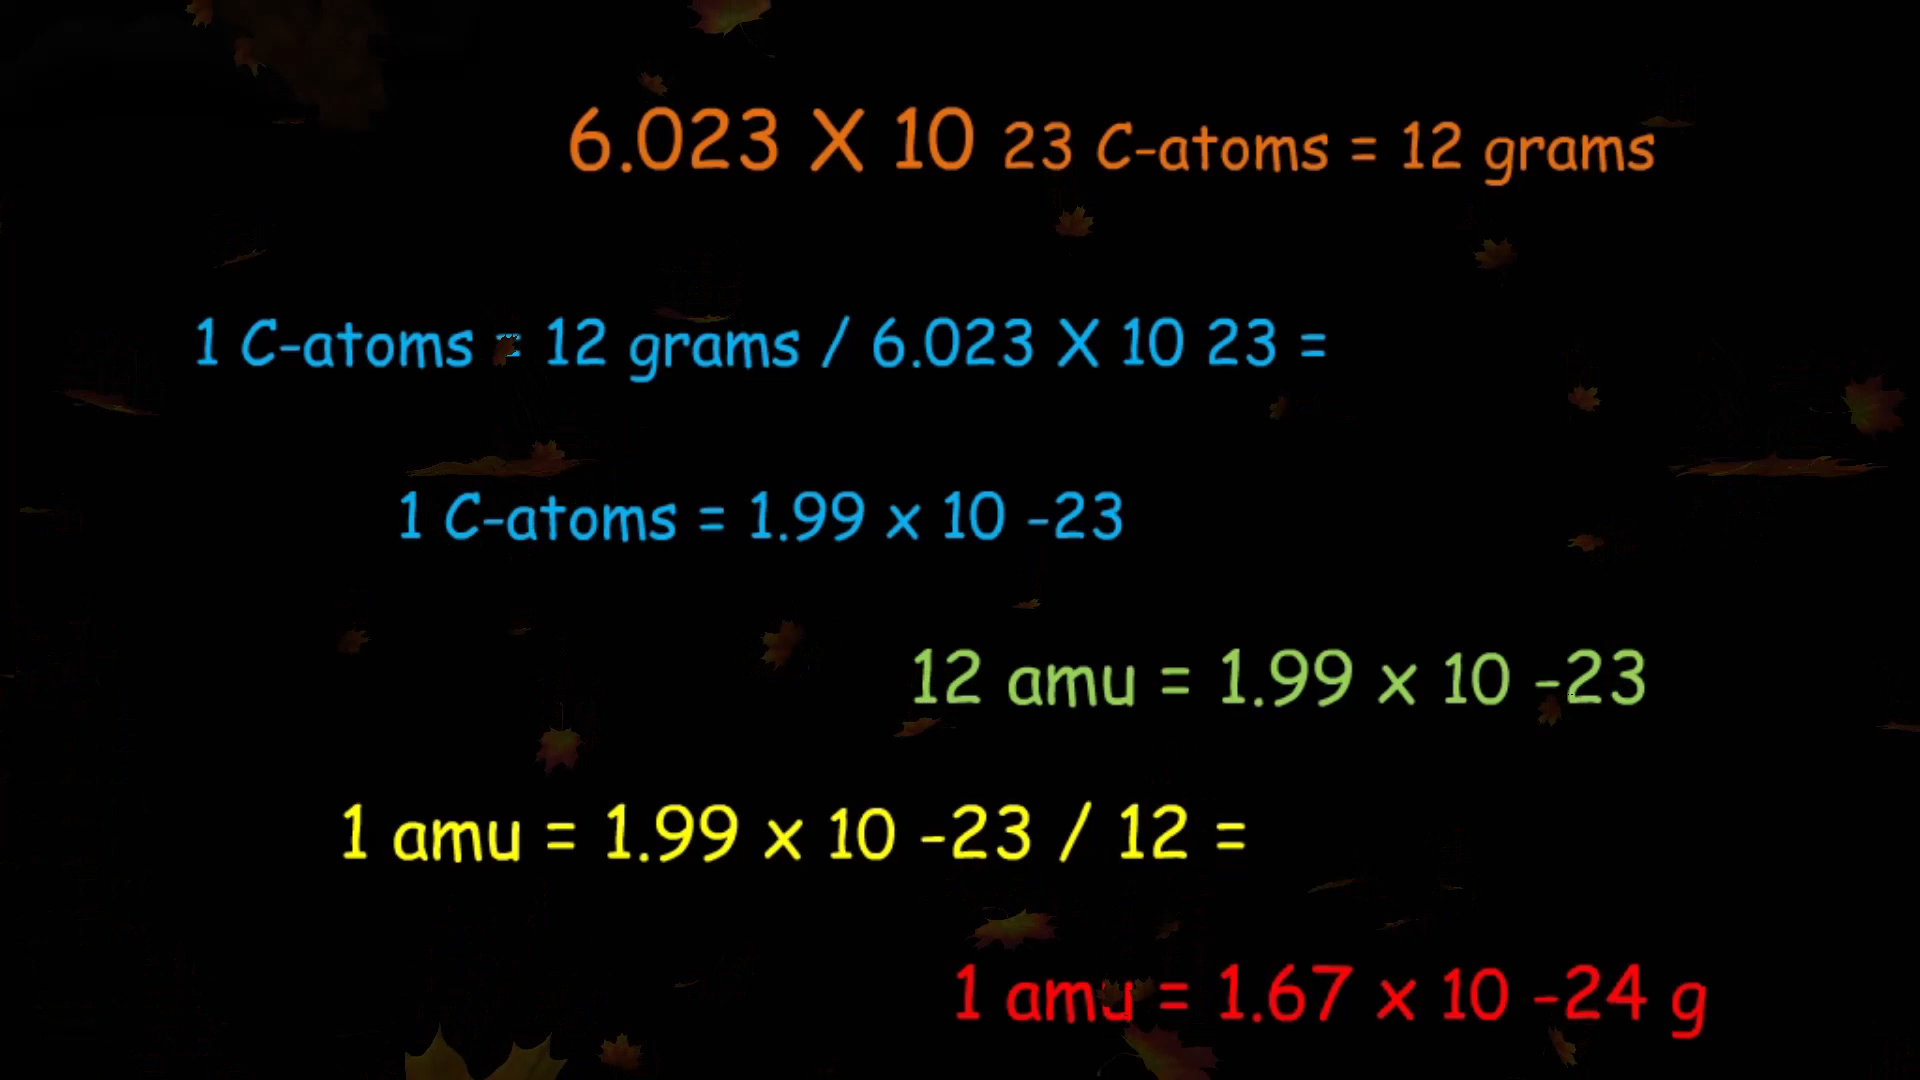 6.023 X 10 23 C-atoms = 12 grams
1 C-atoms = 12 grams / 6.023 X 10 23 =
1 C-atoms = 1.99 x 10 -23
12 amu = 1.99 x 10 -23
1 amu = 1.99 x 10 -23 / 12 =
1 amu = 1.67 x 10 -24 g